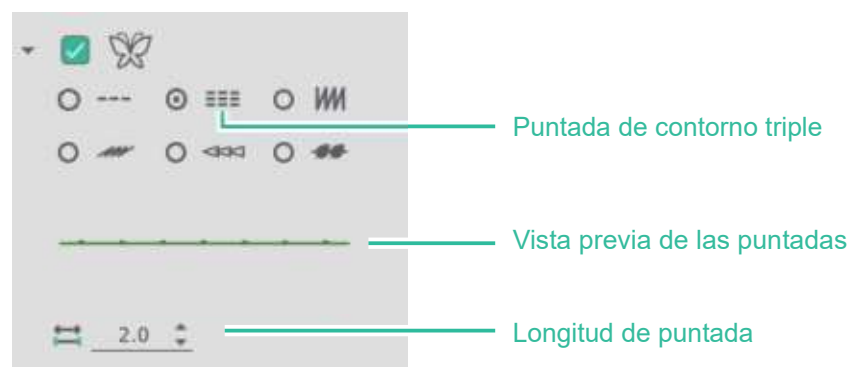 Puntada de contorno triple
Vista previa de las puntadas
2.0
Longitud de puntada